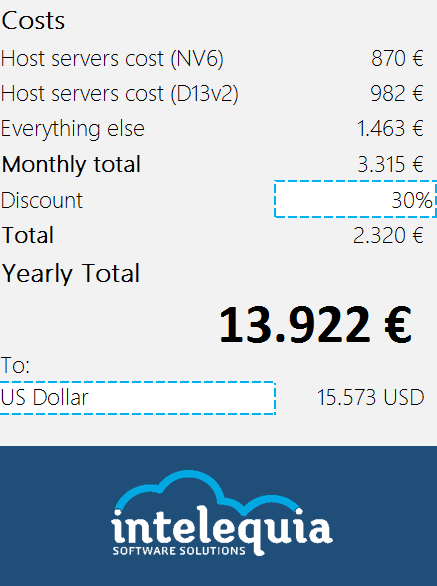 Costs
Host servers cost (NV6) 870 €
Host servers cost (D13v2) 982 €
Everything else 1.463 €
Monthly total 3.315 €
Discount 30%
Total 2.320 €
Yearly Total
13.922 €
To:
US Dollar 15.573 USD
intelequia
SOFTWARE SOLUTIONS